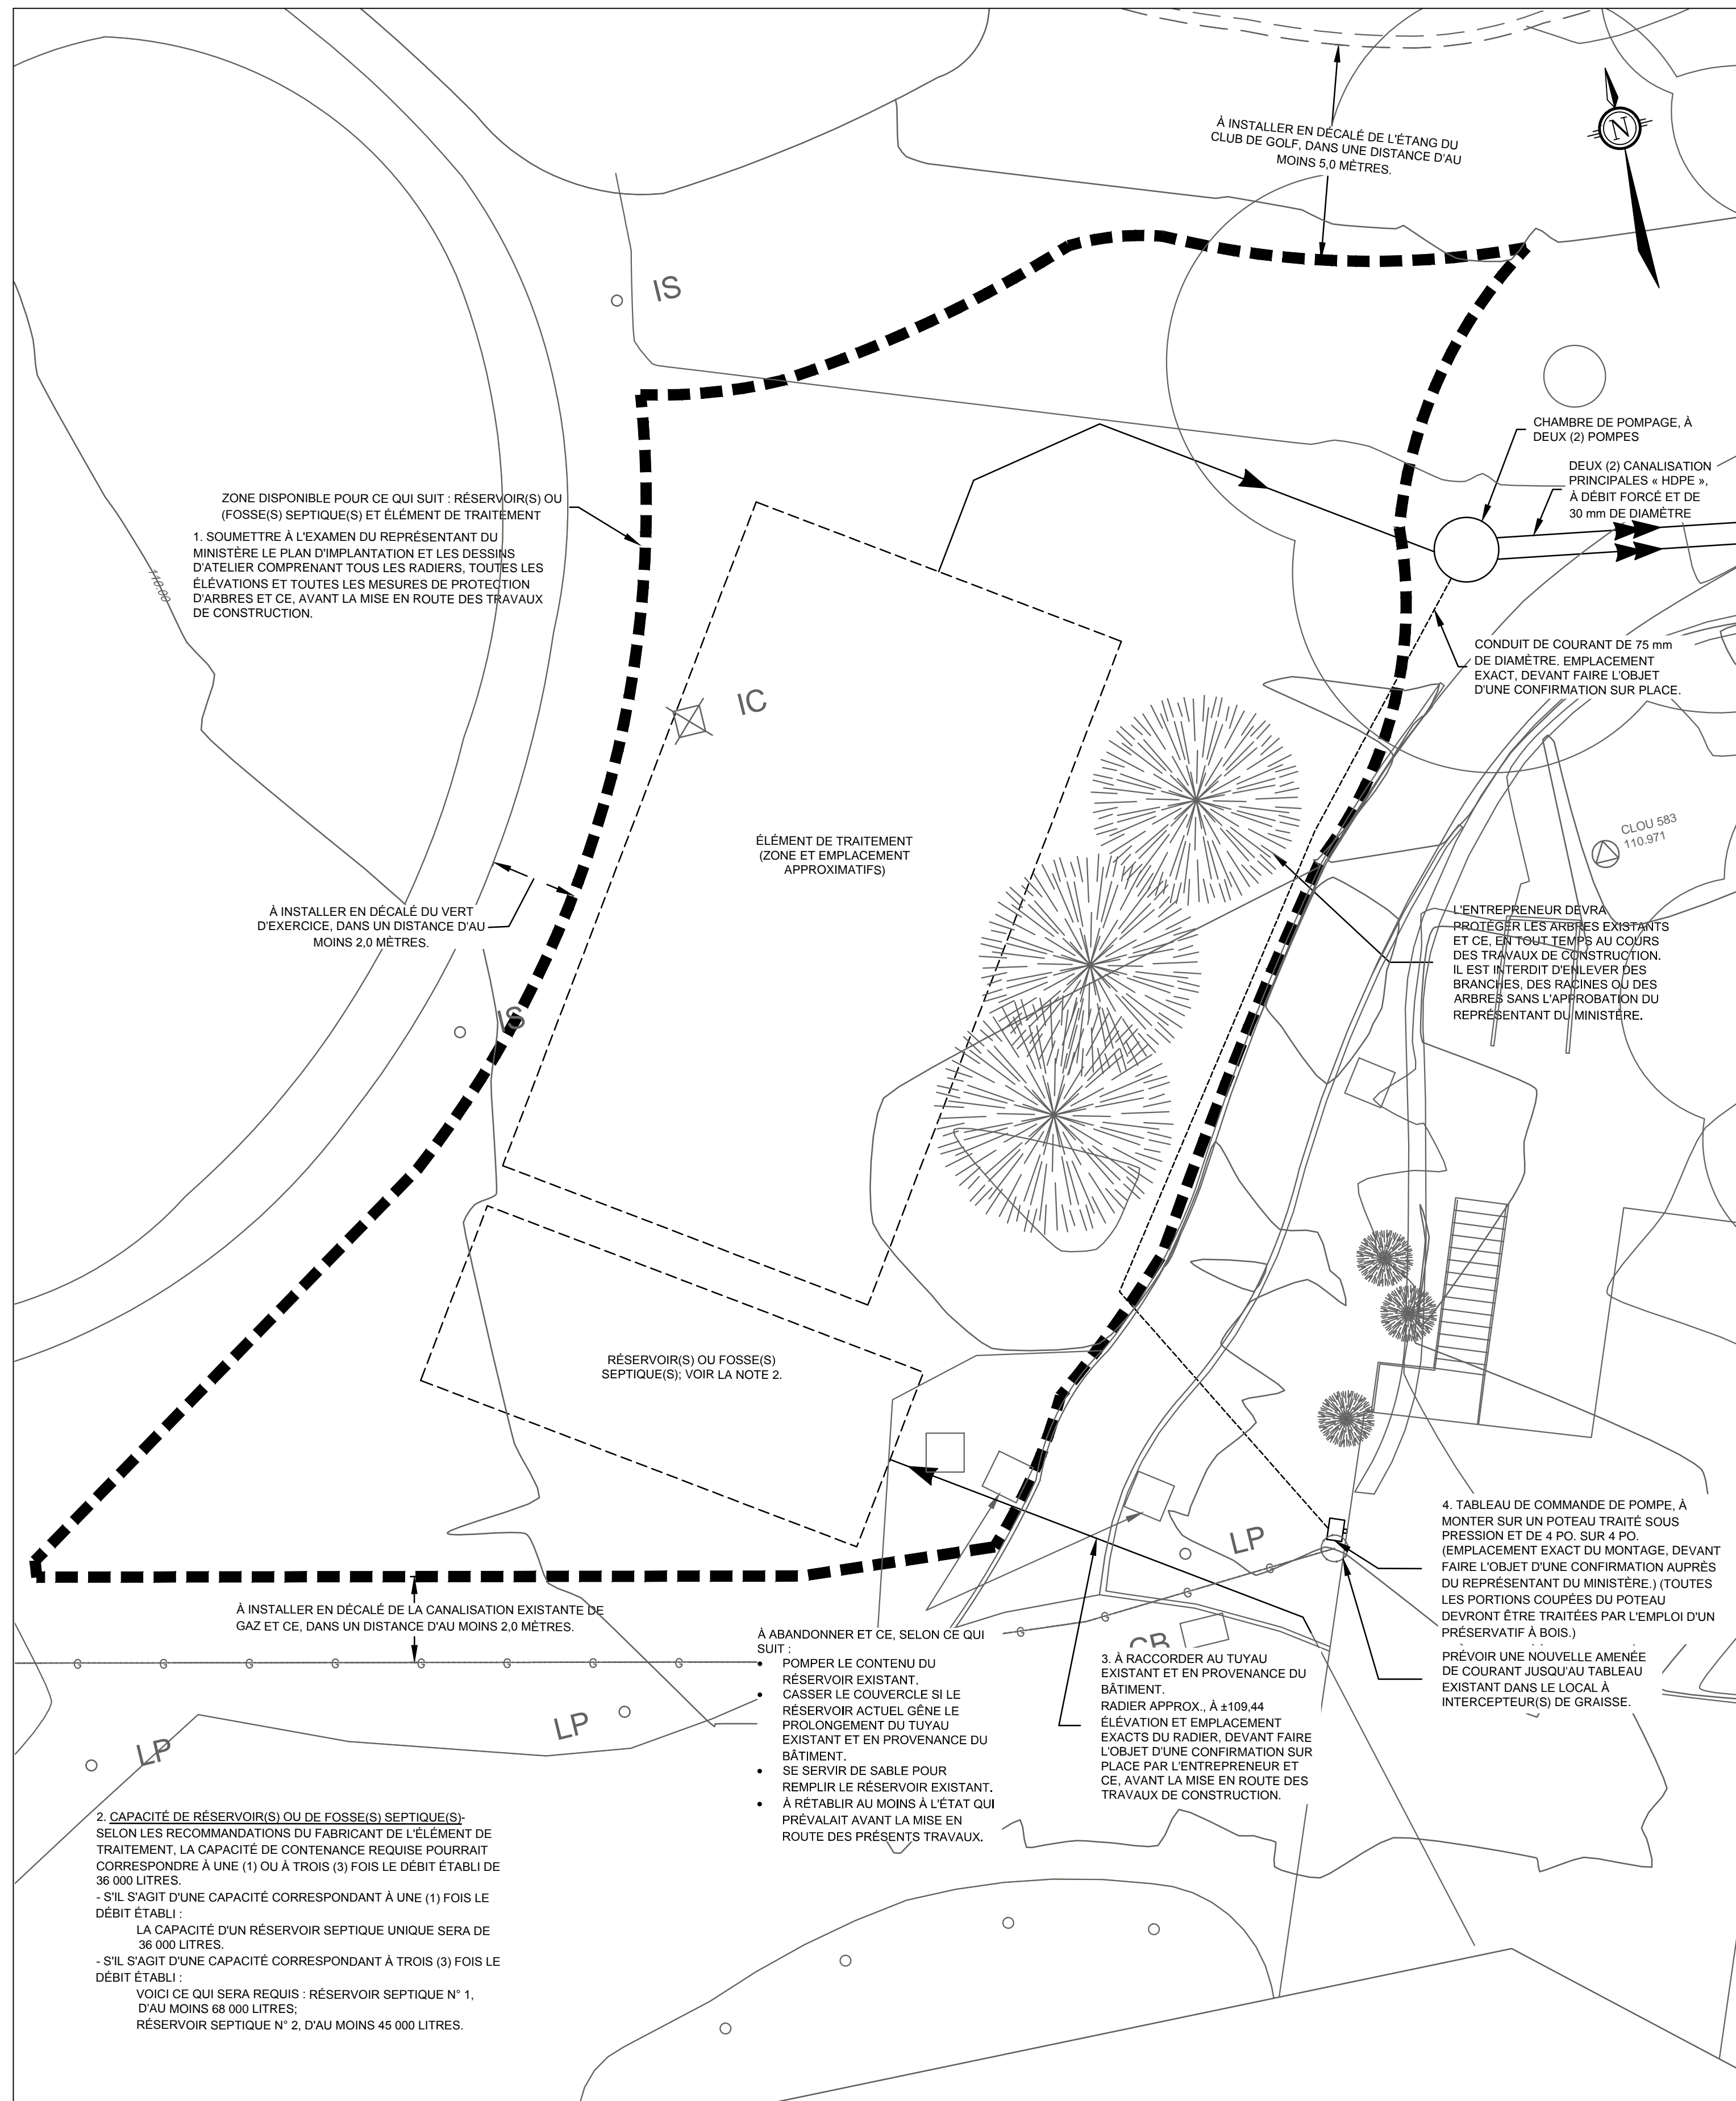 À INSTALLER EN DÉCALÉ DE L'ÉTANG DU
CLUB DE GOLF, DANS UNE DISTANCE D'AU
MOINS 5,0 MÈTRES.
N
IS
CHAMBRE DE POMPAGE, À
DEUX (2) POMPES
DEUX (2) CANALISATION
PRINCIPALES « HDPE »,
À DÉBIT FORCÉ ET DE
30 mm DE DIAMÈTRE
ZONE DISPONIBLE POUR CE QUI SUIT : RÉSERVOIR(S) OU
(FOSSE(S) SEPTIQUE(S) ET ÉLÉMENT DE TRAITEMENT
1. SOUMETTRE À L'EXAMEN DU REPRÉSENTANT DU
MINISTÈRE LE PLAN D'IMPLANTATION ET LES DESSINS
D'ATELIER COMPRENANT TOUS LES RADIERS, TOUTES LES
ÉLÉVATIONS ET TOUTES LES MESURES DE PROTECTION
D'ARBRES ET CE, AVANT LA MISE EN ROUTE DES TRAVAUX
DE CONSTRUCTION.
110.00
CONDUIT DE COURANT DE 75 mm
DE DIAMÈTRE. EMPLACEMENT
EXACT, DEVANT FAIRE L'OBJET
D'UNE CONFIRMATION SUR PLACE.
IC
CLOU 583
110.971
ÉLÉMENT DE TRAITEMENT
(ZONE ET EMPLACEMENT
APPROXIMATIFS)
À INSTALLER EN DÉCALÉ DU VERT
D'EXERCICE, DANS UN DISTANCE D'AU
MOINS 2,0 MÈTRES.
L'ENTREPRENEUR DEVRA
PROTÉGER LES ARBRES EXISTANTS
ET CE, EN TOUT TEMPS AU COURS
DES TRAVAUX DE CONSTRUCTION.
IL EST INTERDIT D'ENLEVER DES
BRANCHES, DES RACINES OU DES
ARBRES SANS L'APPROBATION DU
REPRÉSENTANT DU MINISTÈRE.
IS
RÉSERVOIR(S) OU FOSSE(S)
SEPTIQUE(S); VOIR LA NOTE 2.
LP
4. TABLEAU DE COMMANDE DE POMPE, À
MONTER SUR UN POTEAU TRAITÉ SOUS
PRESSION ET DE 4 PO. SUR 4 PO.
(EMPLACEMENT EXACT DU MONTAGE, DEVANT
FAIRE L'OBJET D'UNE CONFIRMATION AUPRÈS
DU REPRÉSENTANT DU MINISTÈRE.) (TOUTES
LES PORTIONS COUPÉES DU POTEAU
DEVRONT ÊTRE TRAITÉES PAR L'EMPLOI D'UN
PRÉSERVATIF À BOIS.)
G G G
À INSTALLER EN DÉCALÉ DE LA CANALISATION EXISTANTE DE
GAZ ET CE, DANS UN DISTANCE D'AU MOINS 2,0 MÈTRES.
G G G G G G G G
G
CB
PRÉVOIR UNE NOUVELLE AMENÉE
DE COURANT JUSQU'AU TABLEAU
EXISTANT DANS LE LOCAL À
INTERCEPTEUR(S) DE GRAISSE.
À ABANDONNER ET CE, SELON CE QUI
SUIT :
• POMPER LE CONTENU DU
RÉSERVOIR EXISTANT.
• CASSER LE COUVERCLE SI LE
RÉSERVOIR ACTUEL GÊNE LE
PROLONGEMENT DU TUYAU
EXISTANT ET EN PROVENANCE DU
BÂTIMENT.
• SE SERVIR DE SABLE POUR
REMPLIR LE RÉSERVOIR EXISTANT.
• À RÉTABLIR AU MOINS À L'ÉTAT QUI
PRÉVALAIT AVANT LA MISE EN
ROUTE DES PRÉSENTS TRAVAUX.
3. À RACCORDER AU TUYAU
EXISTANT ET EN PROVENANCE DU
BÂTIMENT.
RADIER APPROX., À ±109,44
ÉLÉVATION ET EMPLACEMENT
EXACTS DU RADIER, DEVANT FAIRE
L'OBJET D'UNE CONFIRMATION SUR
PLACE PAR L'ENTREPRENEUR ET
CE, AVANT LA MISE EN ROUTE DES
TRAVAUX DE CONSTRUCTION.
LP
LP
2. CAPACITÉ DE RÉSERVOIR(S) OU DE FOSSE(S) SEPTIQUE(S)-
SELON LES RECOMMANDATIONS DU FABRICANT DE L'ÉLÉMENT DE
TRAITEMENT, LA CAPACITÉ DE CONTENANCE REQUISE POURRAIT
CORRESPONDRE À UNE (1) OU À TROIS (3) FOIS LE DÉBIT ÉTABLI DE
36 000 LITRES.
- S'IL S'AGIT D'UNE CAPACITÉ CORRESPONDANT À UNE (1) FOIS LE
DÉBIT ÉTABLI :
LA CAPACITÉ D'UN RÉSERVOIR SEPTIQUE UNIQUE SERA DE
36 000 LITRES.
- S'IL S'AGIT D'UNE CAPACITÉ CORRESPONDANT À TROIS (3) FOIS LE
DÉBIT ÉTABLI :
VOICI CE QUI SERA REQUIS : RÉSERVOIR SEPTIQUE N° 1,
D'AU MOINS 68 000 LITRES;
RÉSERVOIR SEPTIQUE N° 2, D'AU MOINS 45 000 LITRES.